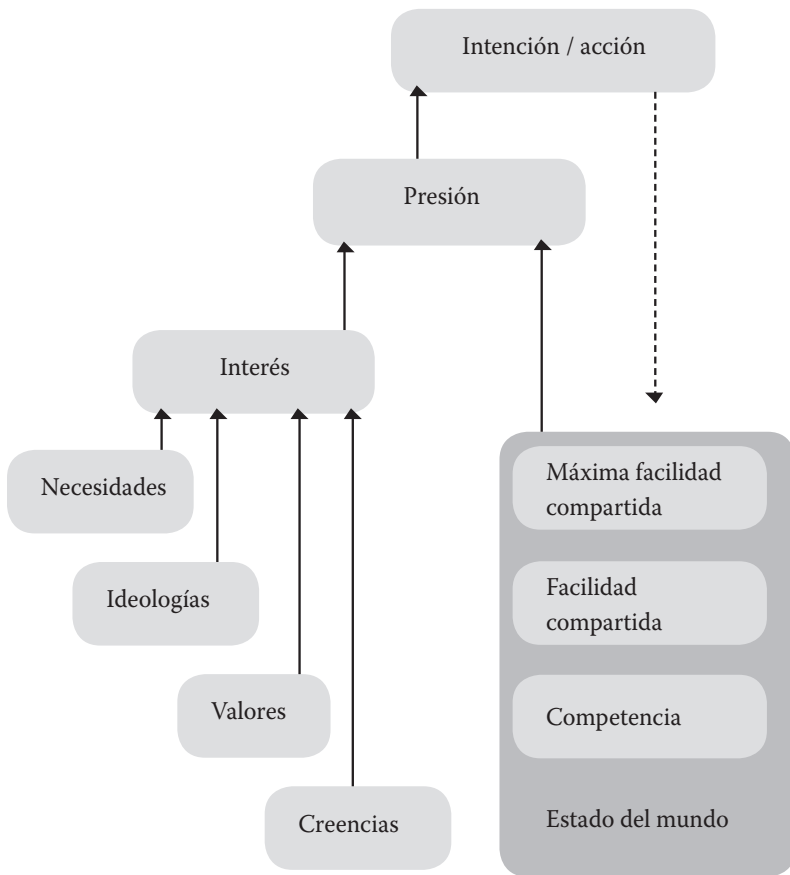 Intención / acción
Presión
Interés
Necesidades
Ideologías
Valores
Creencias
Máxima facilidad
compartida
Facilidad
compartida
Competencia
Estado del mundo